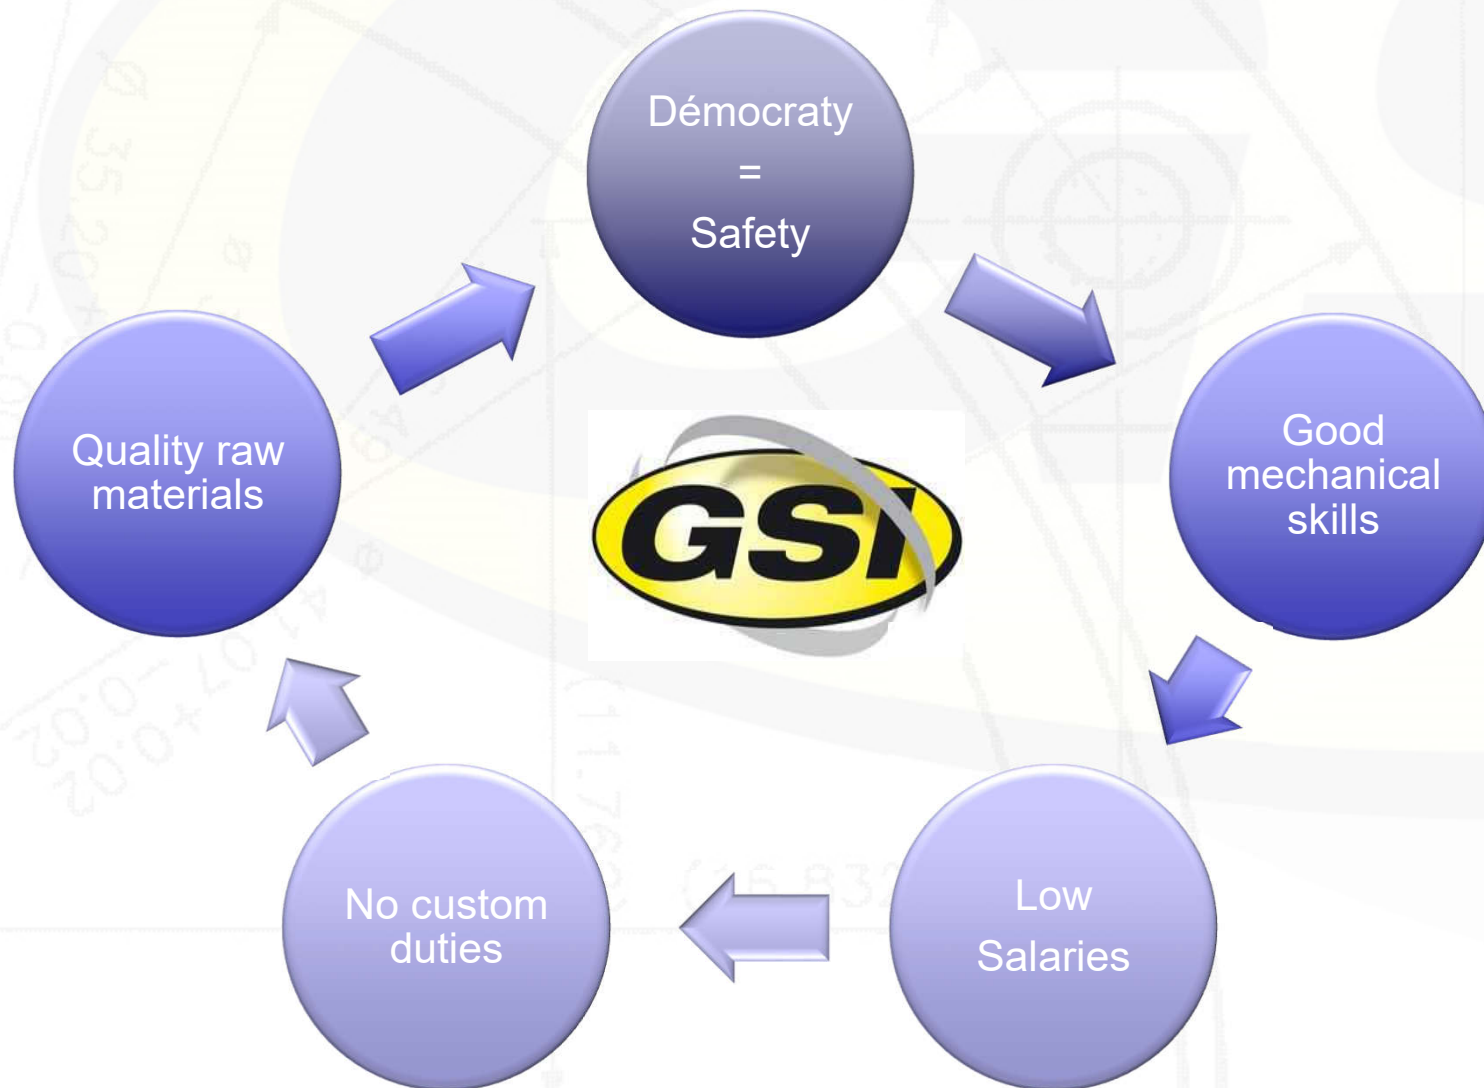 Démocraty
=
Safety
Good
mechanical
skills
Low
Salaries
No custom
duties
Quality raw
materials
GSI